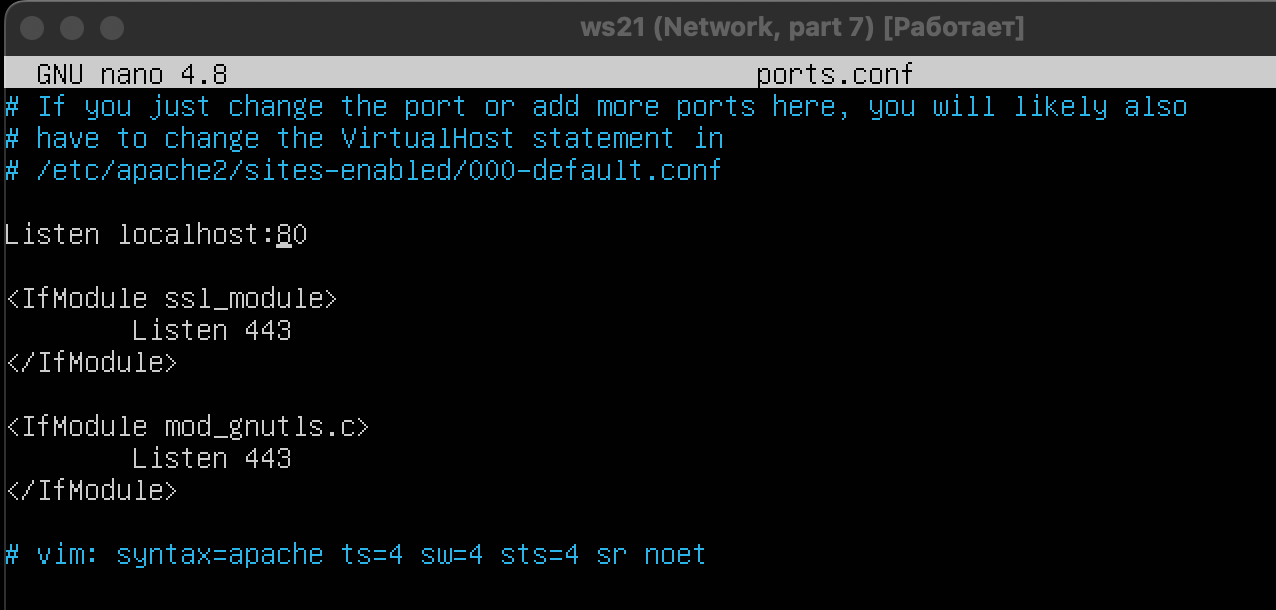 ws21 (Network, part 7) [Работает]
GNU nano 4.8 ports.conf
# If you just change the port or add more ports here, you will likely also
# have to change the VirtualHost statement in
# /etc/apache2/sites-enabled/000-default.conf
Listen localhost:80
<IfModule ssl_module>
Listen 443
</IfModule>
<IfModule mod_gnutls.c>
Listen 443
</IfModule>
# vim: syntax=apache ts=4 sw=4 sts=4 sr noet